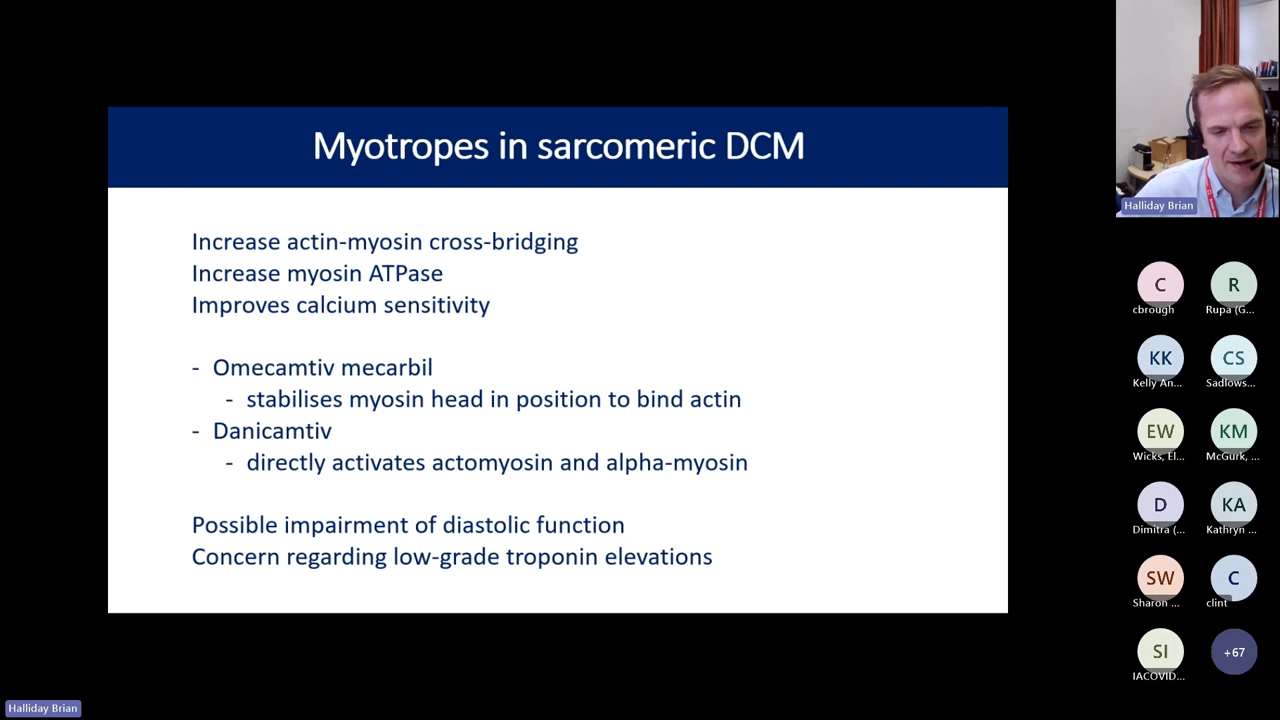 Myotropes in sarcomeric DCM
Increase actin-myosin cross-bridging
Increase myosin ATPase
Improves calcium sensitivity
- Omecamtiv mecarbil
- stabilises myosin head in position to bind actin
- Danicamtiv
- directly activates actomyosin and alpha-myosin
Possible impairment of diastolic function
Concern regarding low-grade troponin elevations
Halliday Brian
C
R
cbrough
Rupa (G...
KK
CS
Kelly An...
Sadlows...
EW
KM
Wicks, El...
McGurk, ...
D
KA
Dimitra (...
Kathryn ...
SW
C
Sharon ...
clint
SI
+67
IACOVID...
Halliday Brian